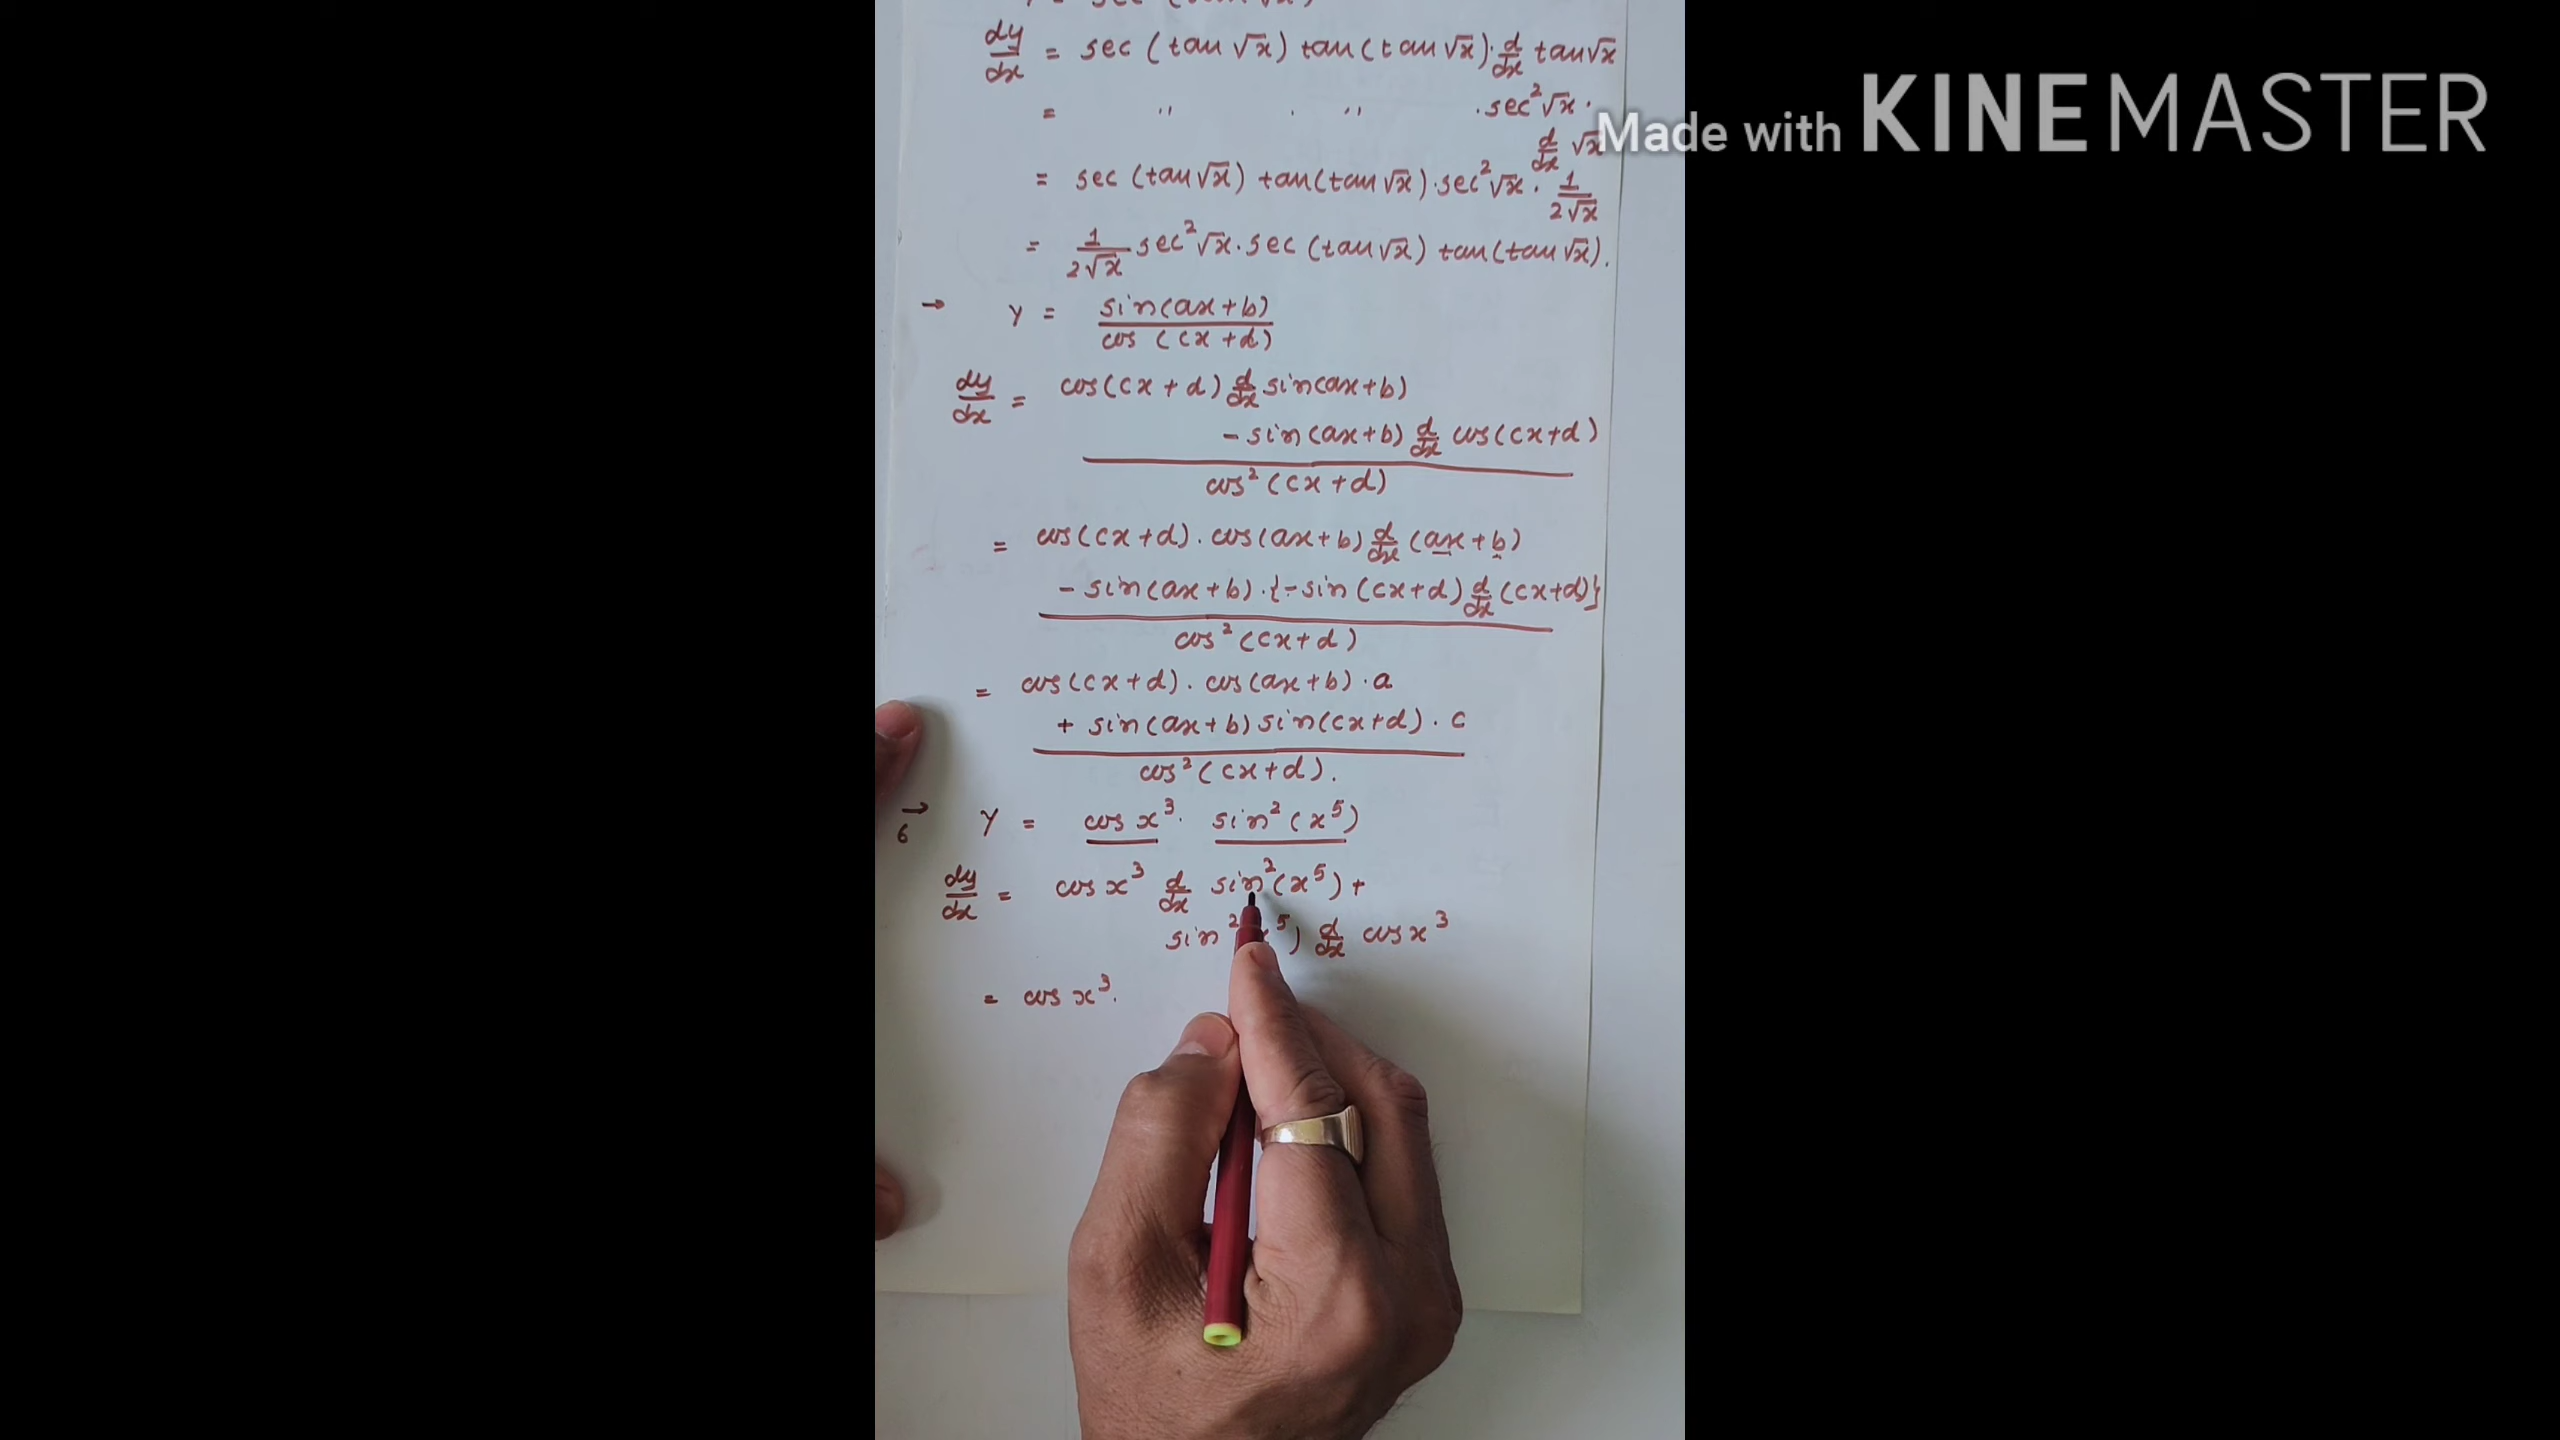 dy/dx = sec (tan √x) tan (tan √x) · d/dx tan √x
= " . " . sec² √x ·
d/dx √x
= sec (tan √x) tan (tan √x) · sec² √x · 1/2√x
= 1/2√x sec² √x · sec (tan √x) tan (tan √x).
→ Y = sin(ax+b)/cos (cx+d)
dy/dx = cos(cx+d) d/dx sin(ax+b)
- sin(ax+b) d/dx cos(cx+d)
cos² (cx+d)
= cos(cx+d) · cos(ax+b) d/dx (ax+b)
- sin(ax+b) · {-sin (cx+d) d/dx (cx+d)}
cos² (cx+d)
= cos(cx+d) · cos(ax+b) · a
+ sin(ax+b) sin(cx+d) · c
cos² (cx+d).
→ 6 Y = cos x³ · sin² (x⁵)
dy/dx = cos x³ d/dx sin² (x⁵) +
sin² ⁵) d/dx cos x³
= cos x³ ·
Made with KINEMASTER